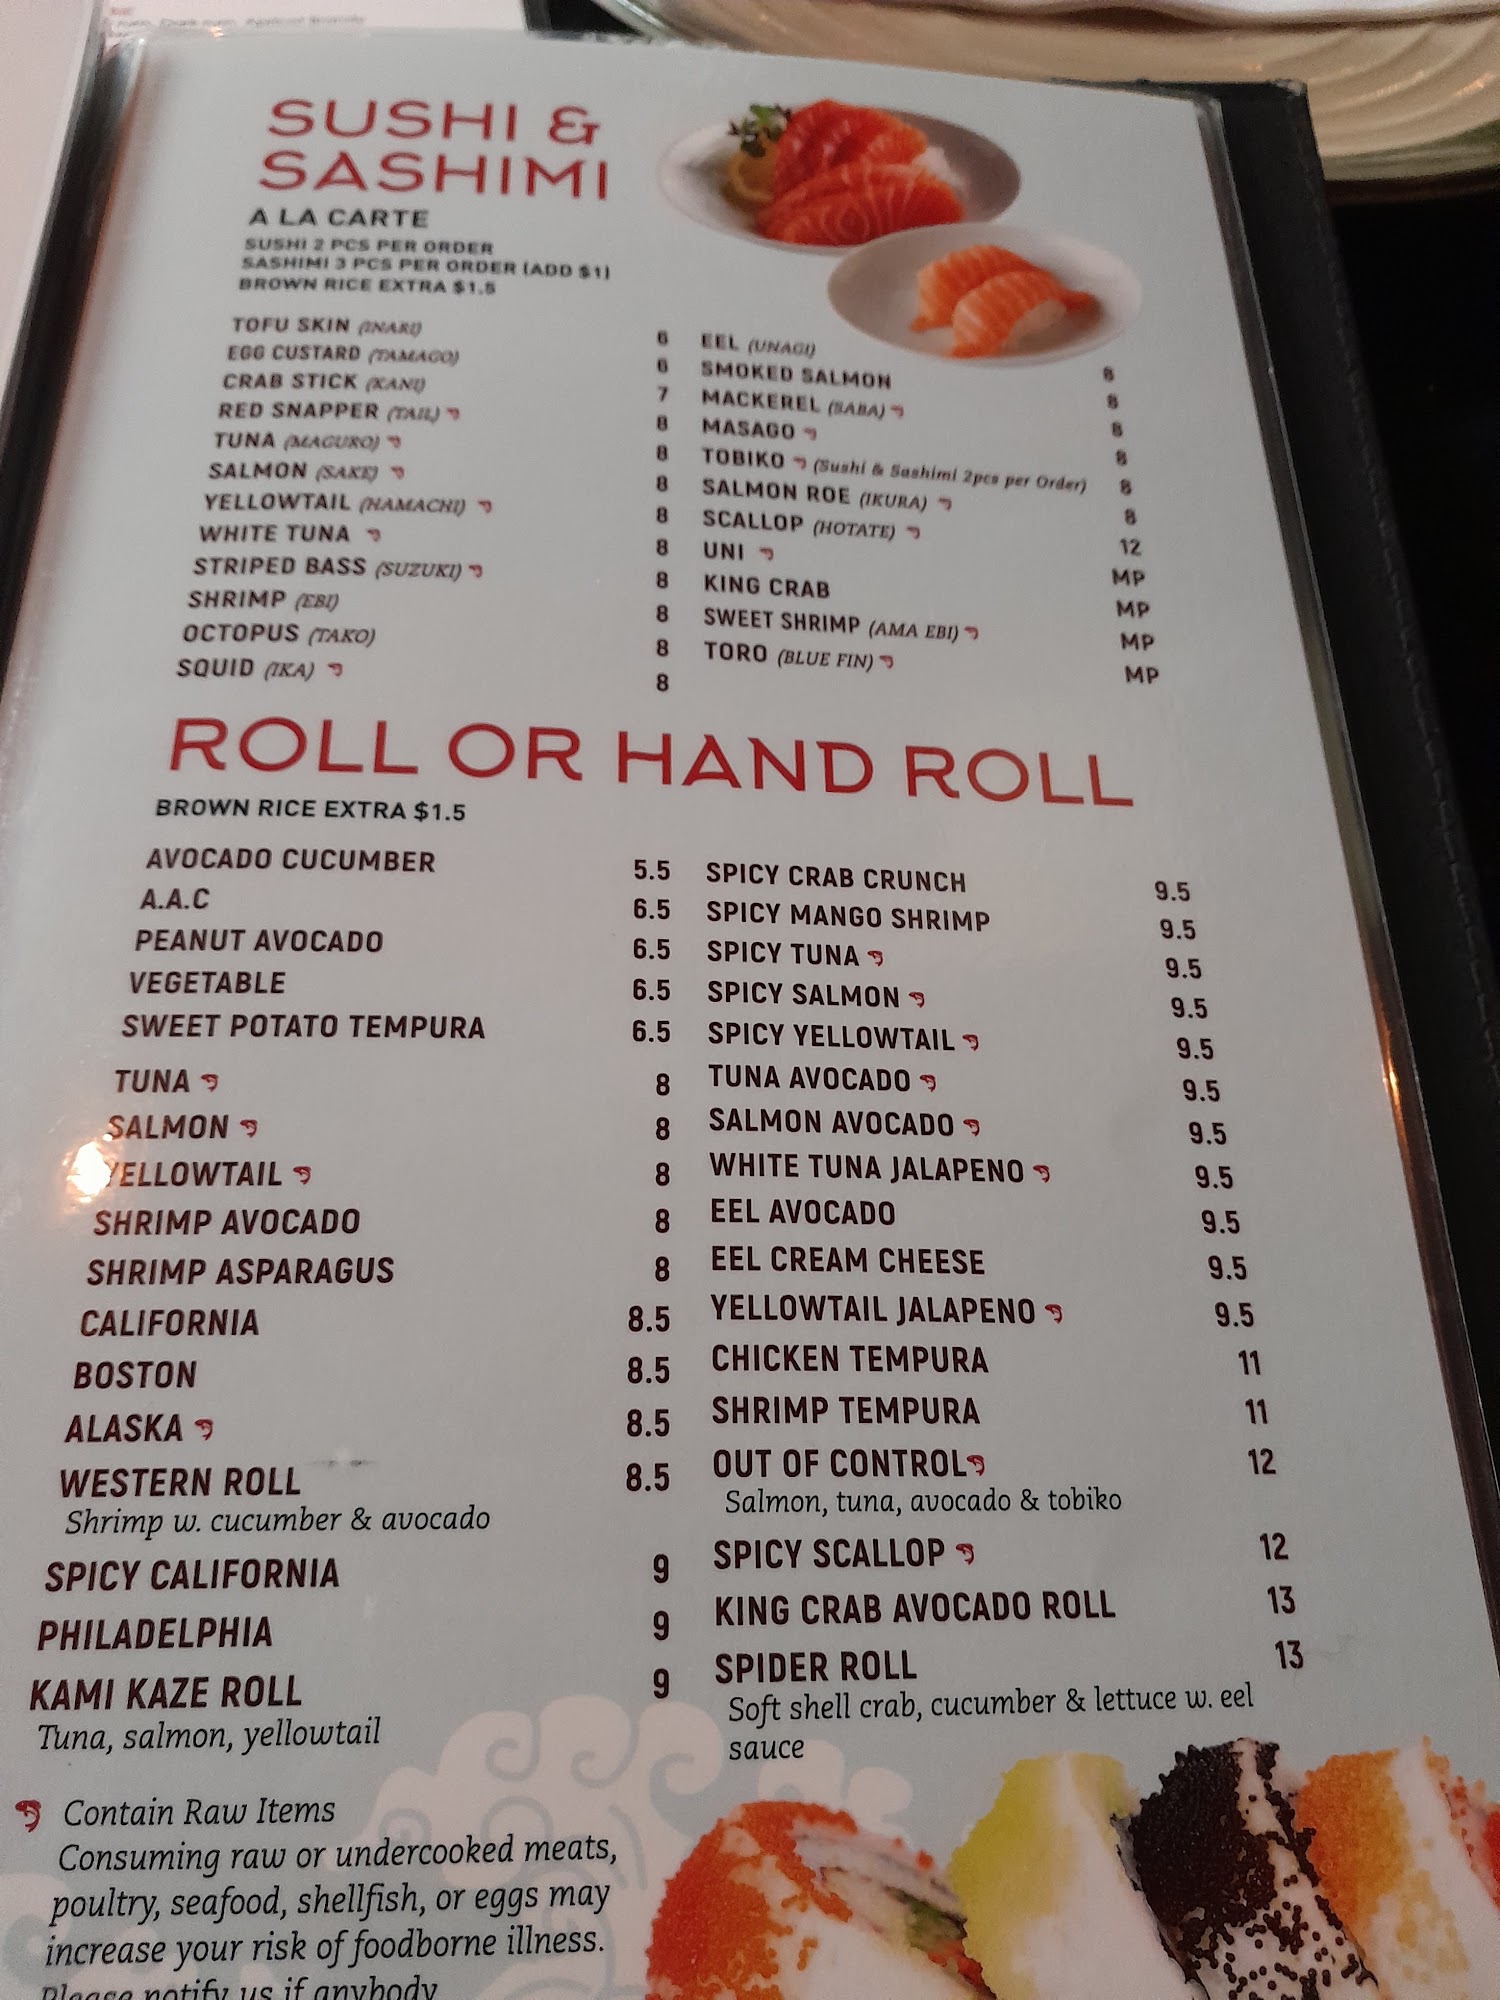 SUSHI &
SASHIMI
A LA CARTE
SUSHI 2 PCS PER ORDER
SASHIMI 3 PCS PER ORDER (ADD $1)
BROWN RICE EXTRA $1.5
TOFU SKIN (INARI) 6
EGG CUSTARD (TAMAGO) 6
CRAB STICK (KANI) 7
RED SNAPPER (TAIL) 8
TUNA (MAGURO) 8
SALMON (SAKE) 8
YELLOWTAIL (HAMACHI) 8
WHITE TUNA 8
STRIPED BASS (SUZUKI) 8
SHRIMP (EBI) 8
OCTOPUS (TAKO) 8
SQUID (IKA) 8
EEL (UNAGI) 8
SMOKED SALMON 8
MACKEREL (SABA) 8
MASAGO 8
TOBIKO (Sushi & Sashimi 2pcs per Order) 8
SALMON ROE (IKURA) 8
SCALLOP (HOTATE) 12
UNI MP
KING CRAB MP
SWEET SHRIMP (AMA EBI) MP
TORO (BLUE FIN) MP
ROLL OR HAND ROLL
BROWN RICE EXTRA $1.5
AVOCADO CUCUMBER 5.5
A.A.C 6.5
PEANUT AVOCADO 6.5
VEGETABLE 6.5
SWEET POTATO TEMPURA 6.5
TUNA 8
SALMON 8
YELLOWTAIL 8
SHRIMP AVOCADO 8
SHRIMP ASPARAGUS 8
CALIFORNIA 8.5
BOSTON 8.5
ALASKA 8.5
WESTERN ROLL 8.5
Shrimp w. cucumber & avocado
SPICY CALIFORNIA 9
PHILADELPHIA 9
KAMI KAZE ROLL 9
Tuna, salmon, yellowtail
SPICY CRAB CRUNCH 9.5
SPICY MANGO SHRIMP 9.5
SPICY TUNA 9.5
SPICY SALMON 9.5
SPICY YELLOWTAIL 9.5
TUNA AVOCADO 9.5
SALMON AVOCADO 9.5
WHITE TUNA JALAPENO 9.5
EEL AVOCADO 9.5
EEL CREAM CHEESE 9.5
YELLOWTAIL JALAPENO 9.5
CHICKEN TEMPURA 11
SHRIMP TEMPURA 11
OUT OF CONTROL 12
Salmon, tuna, avocado & tobiko
SPICY SCALLOP 12
KING CRAB AVOCADO ROLL 13
SPIDER ROLL 13
Soft shell crab, cucumber & lettuce w. eel
sauce
Contain Raw Items
Consuming raw or undercooked meats,
poultry, seafood, shellfish, or eggs may
increase your risk of foodborne illness.
Please notify us if anybody